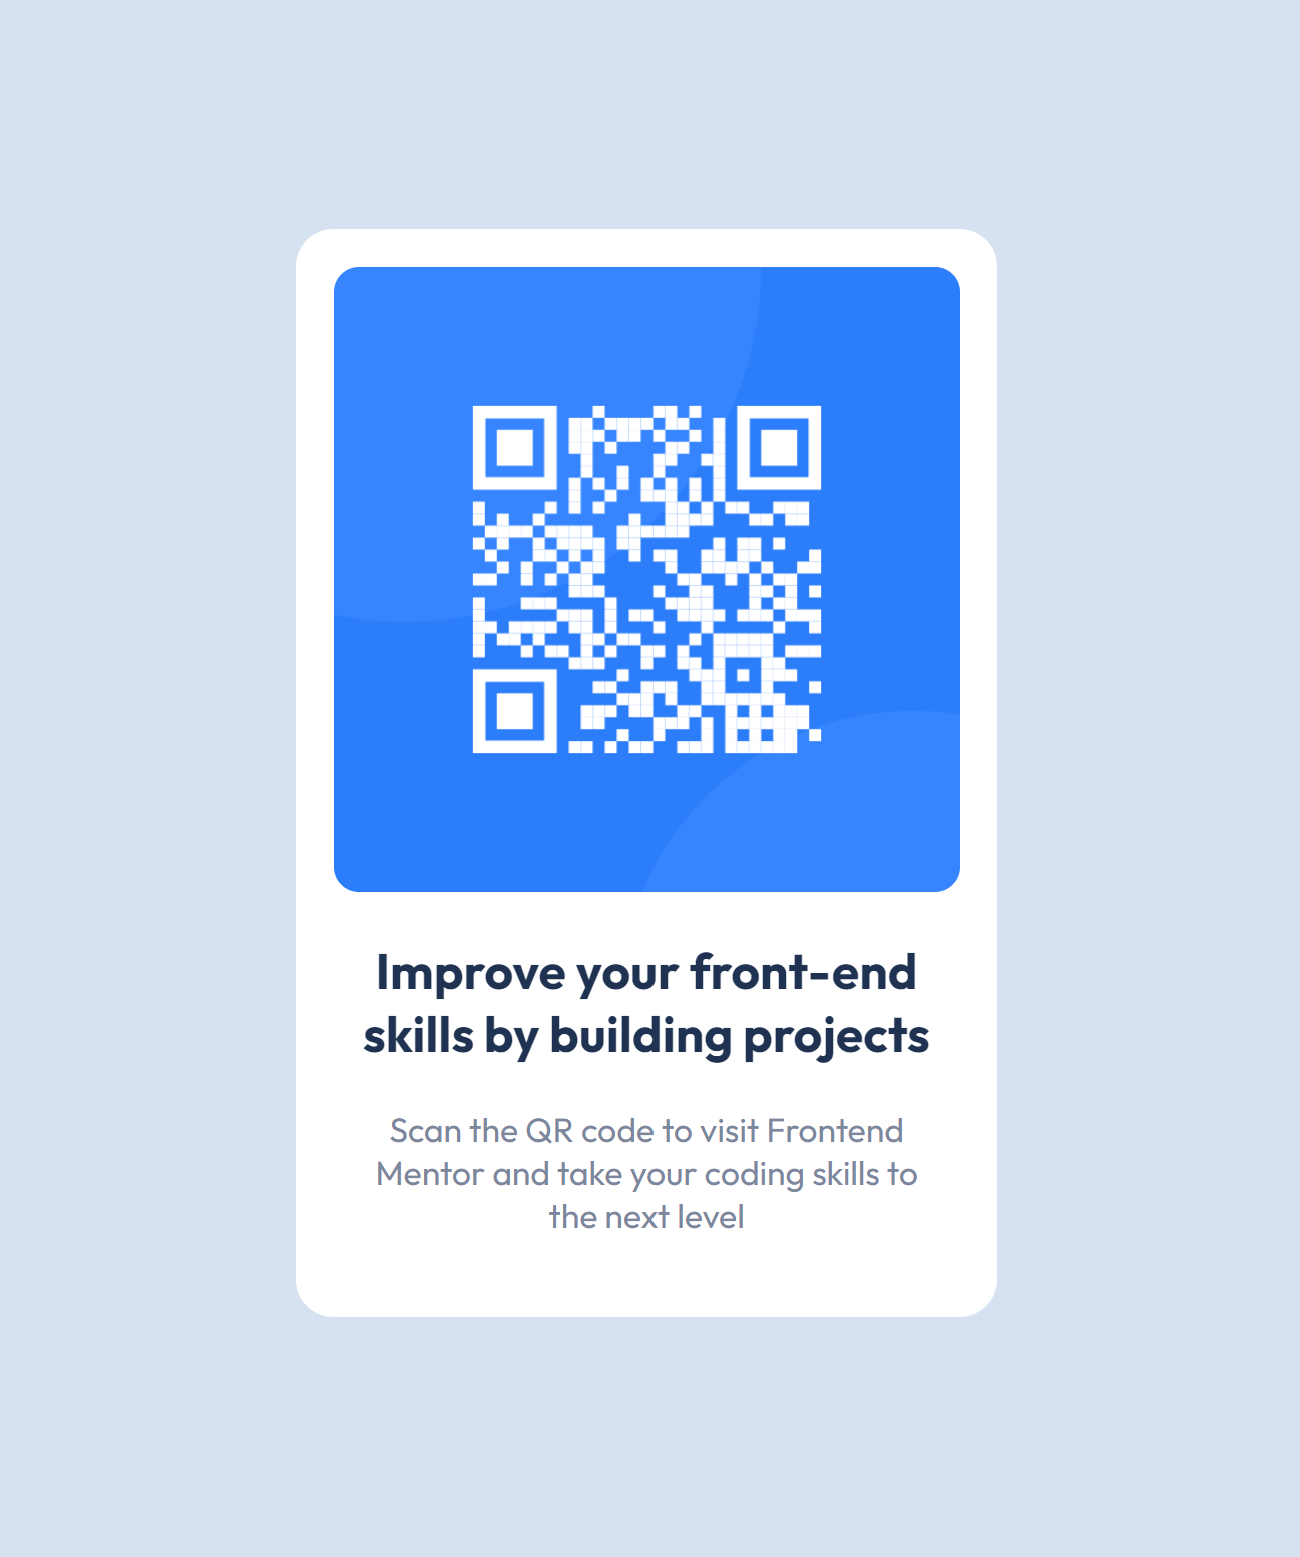 Improve your front-end
skills by building projects
Scan the QR code to visit Frontend
Mentor and take your coding skills to
the next level